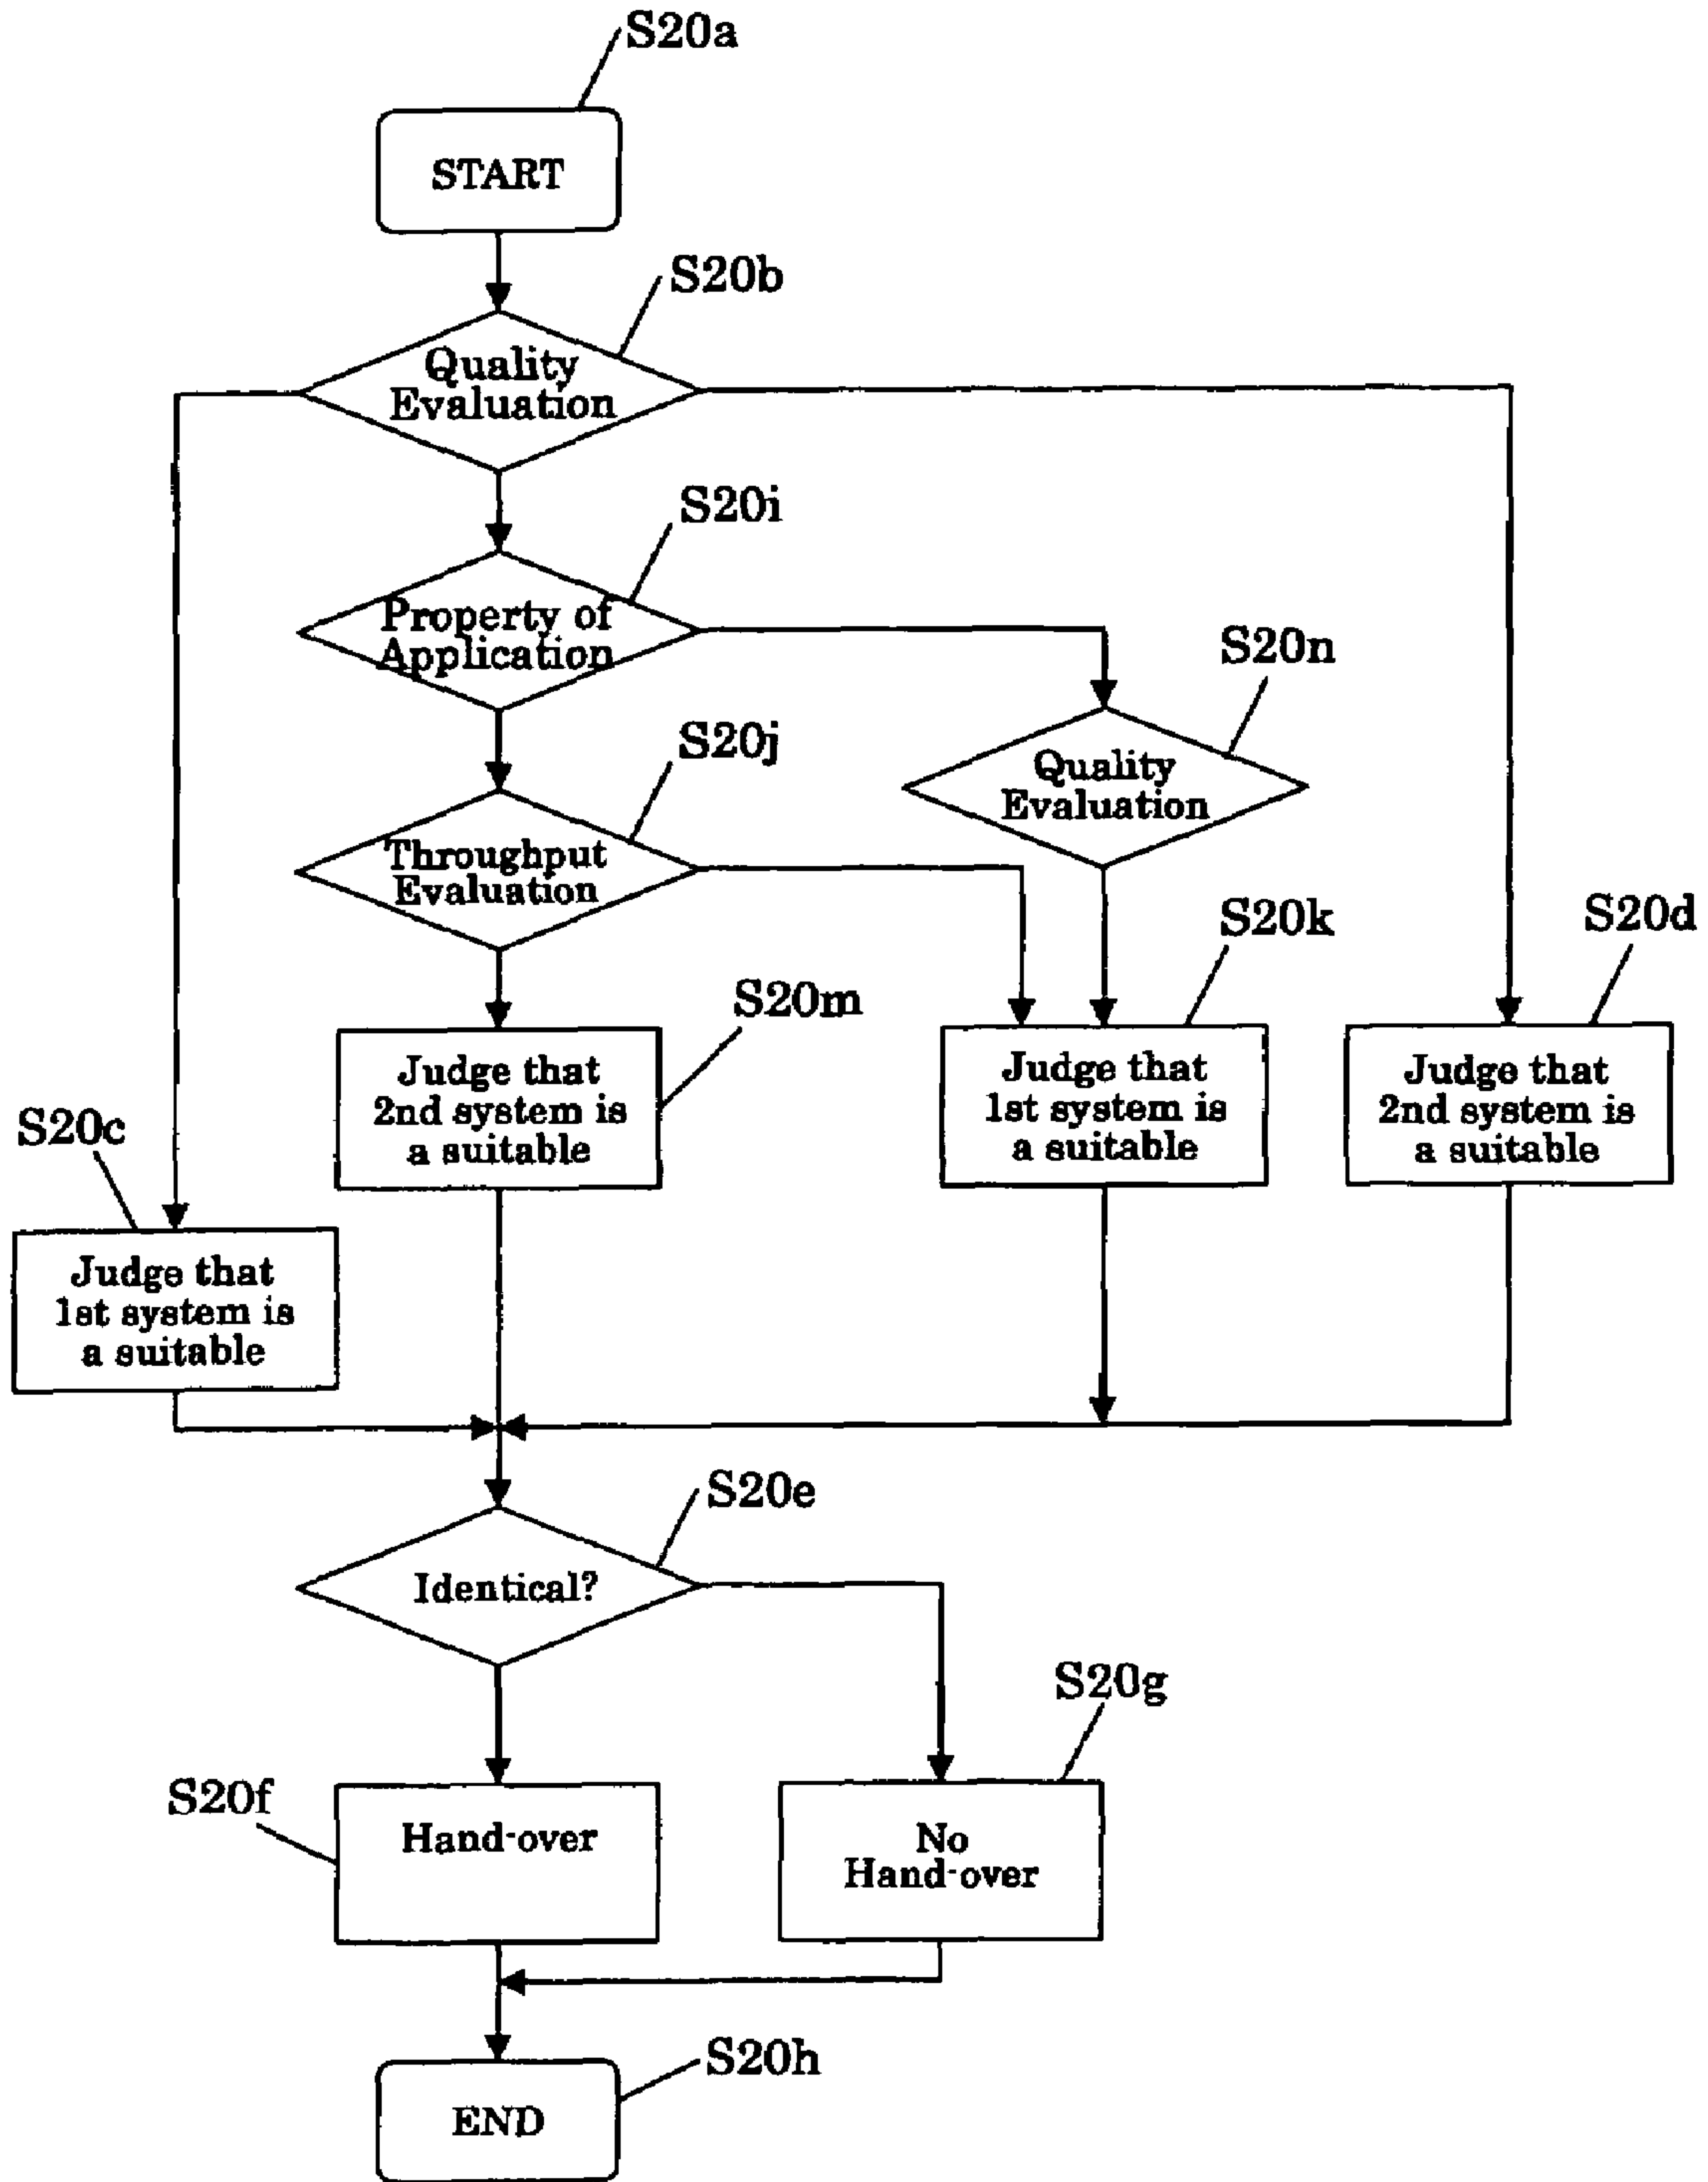 S20a
START
S20b
Quality
Evaluation
S20i
Property of
Application
S20n
S20j
Quality
Evaluation
Throughput
Evaluation
S20k
S20d
S20m
Judge that
2nd system is
a suitable
Judge that
1st system is
a suitable
Judge that
2nd system is
a suitable
S20c
Judge that
1st system is
a suitable
S20e
Identical?
S20g
S20f
Hand-over
No
Hand-over
S20h
END